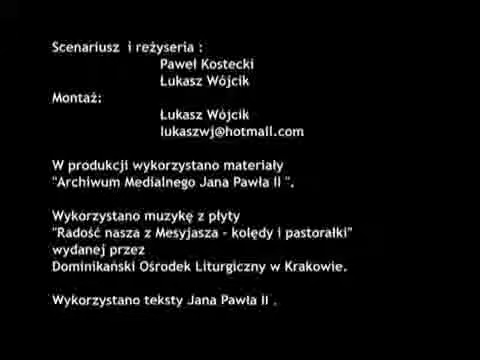 Scenariusz i reżyseria :
Paweł Kostecki
Łukasz Wójcik
Montaż:
Łukasz Wójcik
lukaszwj@hotmail.com
W produkcji wykorzystano materiały
"Archiwum Medialnego Jana Pawła II ".
Wykorzystano muzykę z płyty
"Radość nasza z Mesyjasza - kolędy i pastorałki"
wydanej przez
Dominikański Ośrodek Liturgiczny w Krakowie.
Wykorzystano teksty Jana Pawła II .